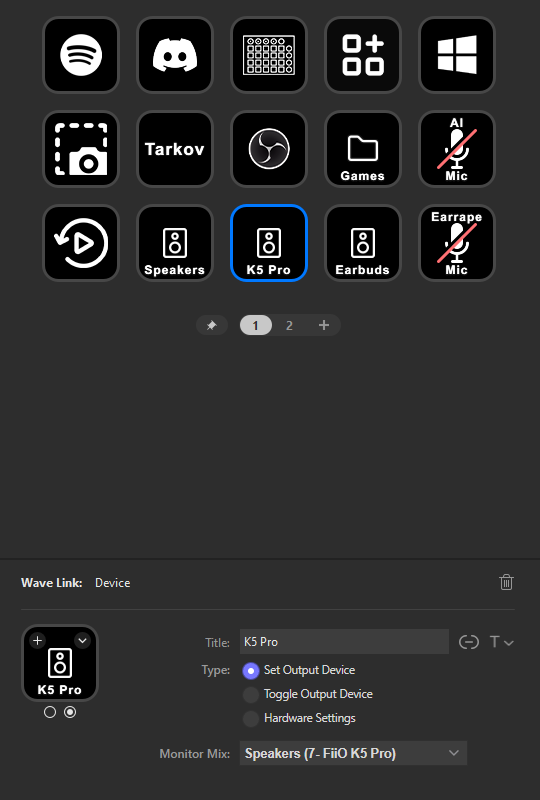 Tarkov
Games
AI
Mic
Speakers
K5 Pro
Earbuds
Earrape
Mic
1
2
Wave Link: Device
K5 Pro
Title: K5 Pro
T
Type: Set Output Device
Toggle Output Device
Hardware Settings
Monitor Mix: Speakers (7- FiiO K5 Pro)